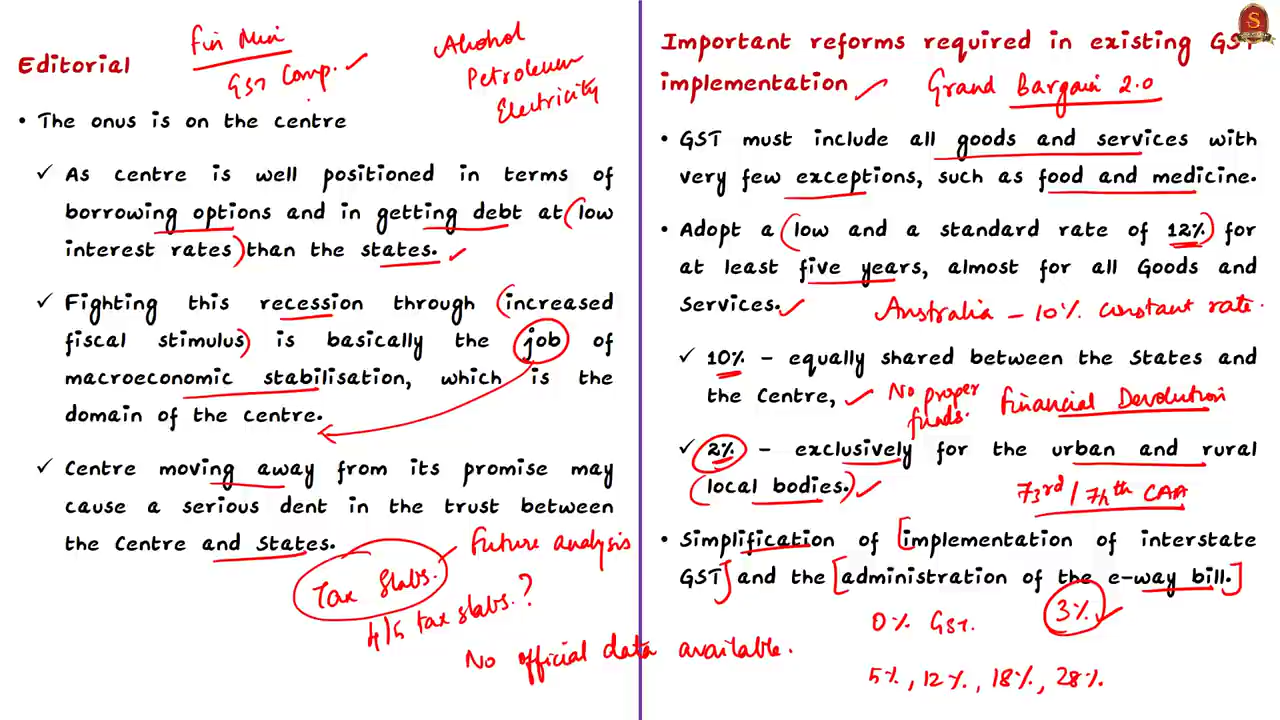 Editorial
Fin Min
GST Comp.
Alcohol
Petroleum
Electricity
• The onus is on the centre
✓ As centre is well positioned in terms of
borrowing options and in getting debt at (low
interest rates) than the states.
✓ Fighting this recession through (increased
fiscal stimulus) is basically the job of
macroeconomic stabilisation, which is the
domain of the centre.
✓ Centre moving away from its promise may
cause a serious dent in the trust between
the Centre and States.
Future analysis
Tax Slabs.
4/5 tax slabs.?
No official data available.
Important reforms required in existing GST
implementation
Grand Bargain 2.0
• GST must include all goods and services with
very few exceptions, such as food and medicine.
• Adopt a (low and a standard rate of 12%) for
at least five years, almost for all Goods and
Services.
Australia - 10% constant rate.
✓ 10% - equally shared between the States and
the Centre,
No proper
funds.
Financial Devolution
✓ 2% - exclusively for the urban and rural
(local bodies.)
73rd / 74th CAA
• Simplification of [implementation of interstate
GST] and the [administration of the e-way bill.]
3%
0% GST.
5%, 12%, 18%, 28%.
S